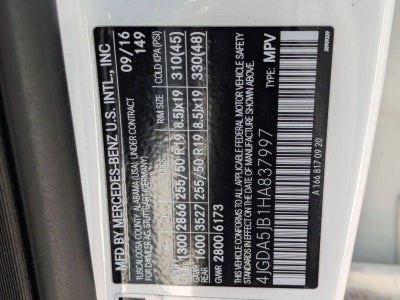 MFD BY MERCEDES-BENZ 09/16
U.S. INTL., INC 149
TUSCALOOSA COUNTY, ALABAMA (USA) UNDER CONTRACT
FOR DAIMLER AG, STUTTGART (GERMANY)
RIM SIZE COLD KPA (PSI)
1300 2866 255/50 R19 8.5Jx19 310(45)
1600 3527 255/50 R19 8.5Jx19 330(48)
GVWR
2800 6173
THIS VEHICLE CONFORMS TO ALL APPLICABLE FEDERAL MOTOR VEHICLE SAFETY
AND THEFT PREVENTION STANDARDS IN EFFECT ON THE DATE OF MANUFACTURE SHOWN ABOVE.
4JGDA5JB1HA837997 TYPE: MPV
A 166 817 09 20